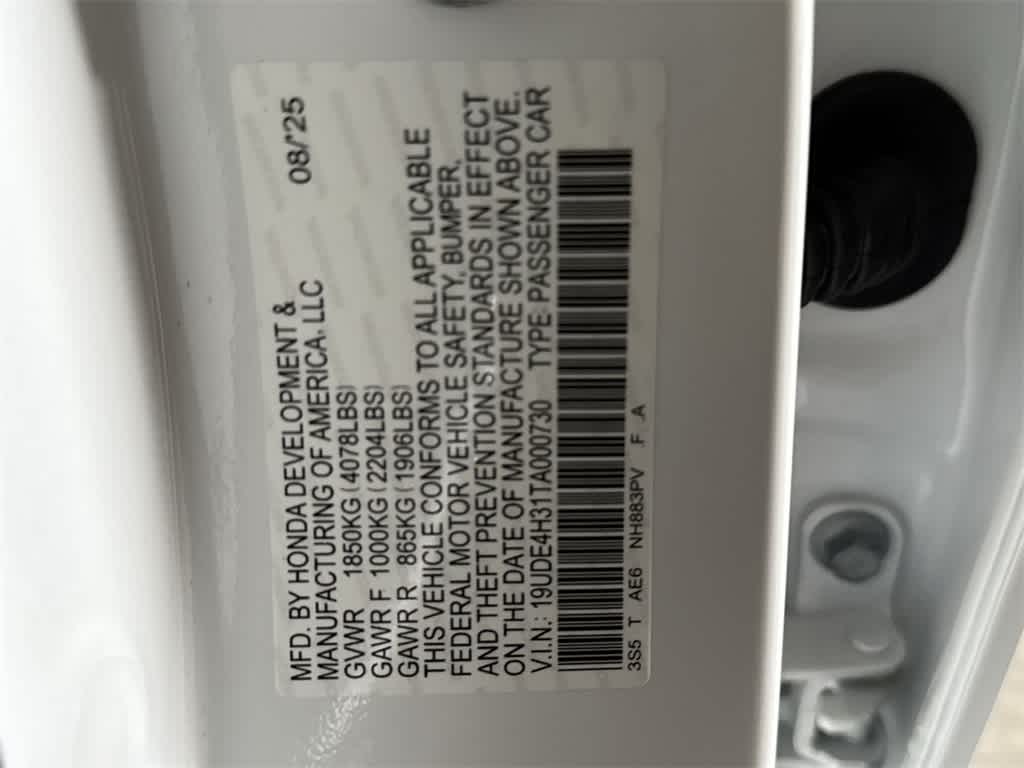 MFD. BY HONDA DEVELOPMENT &
MANUFACTURING OF AMERICA, LLC 08/'25
GVWR 1850KG (4078LBS)
GAWR F 1000KG (2204LBS)
GAWR R 865KG (1906LBS)
THIS VEHICLE CONFORMS TO ALL APPLICABLE
FEDERAL MOTOR VEHICLE SAFETY, BUMPER,
AND THEFT PREVENTION STANDARDS IN EFFECT
ON THE DATE OF MANUFACTURE SHOWN ABOVE.
V.I.N.: 19UDE4H31TA000730 TYPE: PASSENGER CAR
3S5 T AE6 NH883PV .F .A